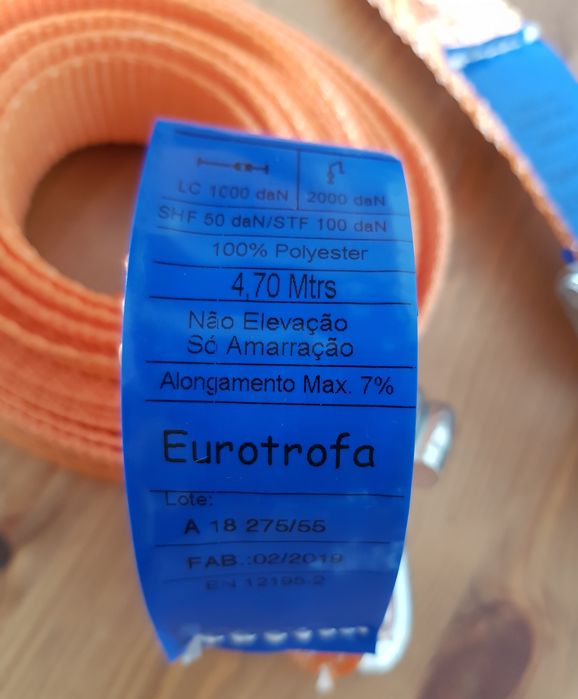 LC 1000 daN
2000 daN
SHF 50 daN/STF 100 daN
100% Polyester
4,70 Mtrs
Não Elevação
Só Amarração
Alongamento Max. 7%
Eurotrofa
Lote:
A 18 275/55
FAB.:02/2019
EN 12195-2